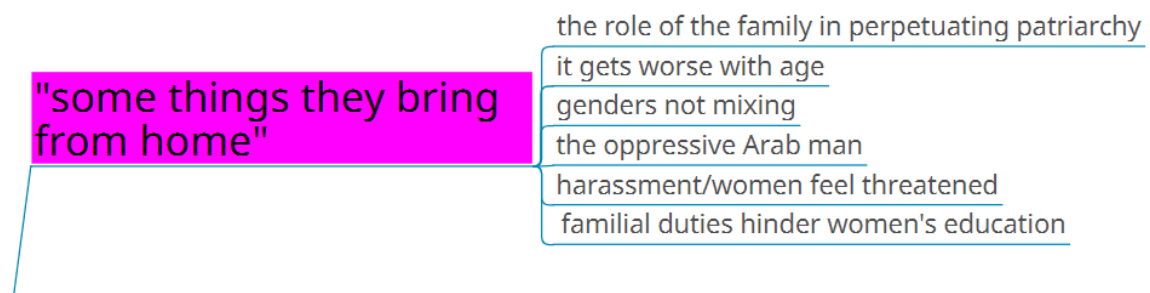 "some things they bring
from home"
the role of the family in perpetuating patriarchy
it gets worse with age
genders not mixing
the oppressive Arab man
harassment/women feel threatened
familial duties hinder women's education